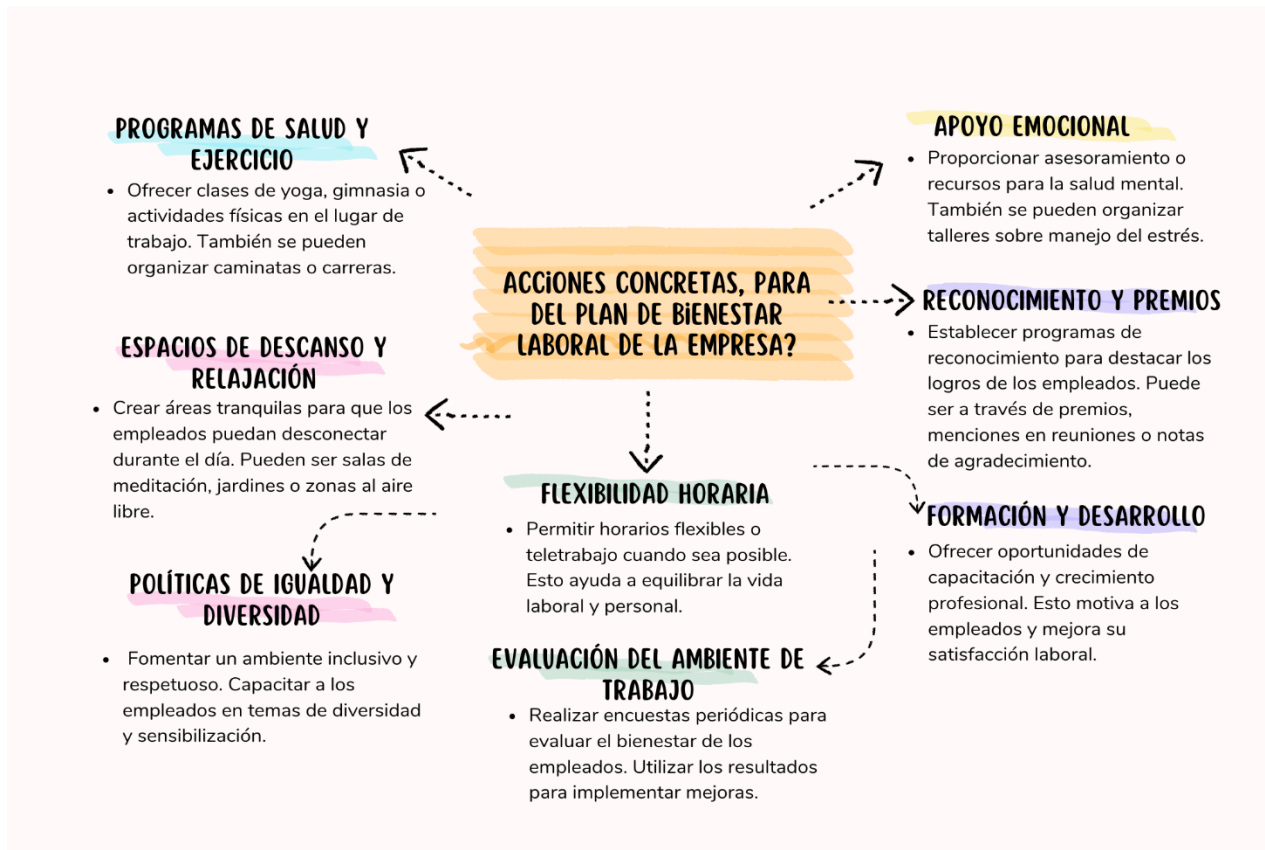 PROGRAMAS DE SALUD Y
EJERCICIO
• Ofrecer clases de yoga, gimnasia o
actividades físicas en el lugar de
trabajo. También se pueden
organizar caminatas o carreras.
ESPACIOS DE DESCANSO Y
RELAJACIÓN
• Crear áreas tranquilas para que los
empleados puedan desconectar
durante el día. Pueden ser salas de
meditación, jardines o zonas al aire
libre.
POLÍTICAS DE IGUALDAD Y
DIVERSIDAD
• Fomentar un ambiente inclusivo y
respetuoso. Capacitar a los
empleados en temas de diversidad
y sensibilización.
ACCIONES CONCRETAS, PARA
DEL PLAN DE BIENESTAR
LABORAL DE LA EMPRESA?
FLEXIBILIDAD HORARIA
• Permitir horarios flexibles o
teletrabajo cuando sea posible.
Esto ayuda a equilibrar la vida
laboral y personal.
EVALUACIÓN DEL AMBIENTE DE
TRABAJO
• Realizar encuestas periódicas para
evaluar el bienestar de los
empleados. Utilizar los resultados
para implementar mejoras.
APOYO EMOCIONAL
• Proporcionar asesoramiento o
recursos para la salud mental.
También se pueden organizar
talleres sobre manejo del estrés.
RECONOCIMIENTO Y PREMIOS
• Establecer programas de
reconocimiento para destacar los
logros de los empleados. Puede
ser a través de premios,
menciones en reuniones o notas
de agradecimiento.
FORMACIÓN Y DESARROLLO
• Ofrecer oportunidades de
capacitación y crecimiento
profesional. Esto motiva a los
empleados y mejora su
satisfacción laboral.